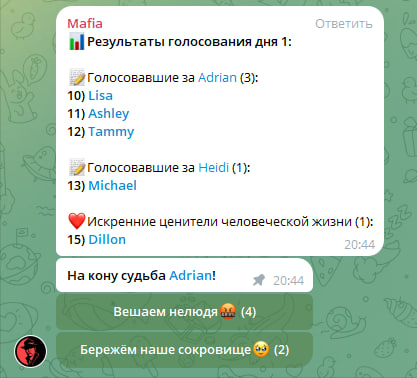 Mafia Ответить
📊Результаты голосования дня 1:
📝Голосовавшие за Adrian (3):
10) Lisa
11) Ashley
12) Tammy
📝Голосовавшие за Heidi (1):
13) Michael
❤️Искренние ценители человеческой жизни (1):
15) Dillon
20:44
На кону судьба Adrian! 20:44
Вешаем нелюдя🤬 (4)
Бережём наше сокровище🥺 (2)